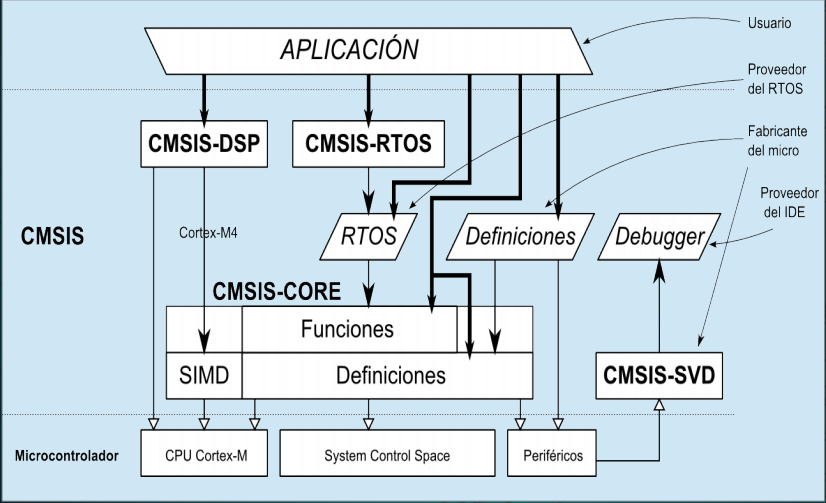 Usuario
APLICACIÓN
Proveedor
del RTOS
CMSIS-DSP
CMSIS-RTOS
Fabricante
del micro
Proveedor
del IDE
CMSIS
Cortex-M4
RTOS
Definiciones
Debugger
CMSIS-CORE
Funciones
SIMD
Definiciones
CMSIS-SVD
Microcontrolador
CPU Cortex-M
System Control Space
Periféricos